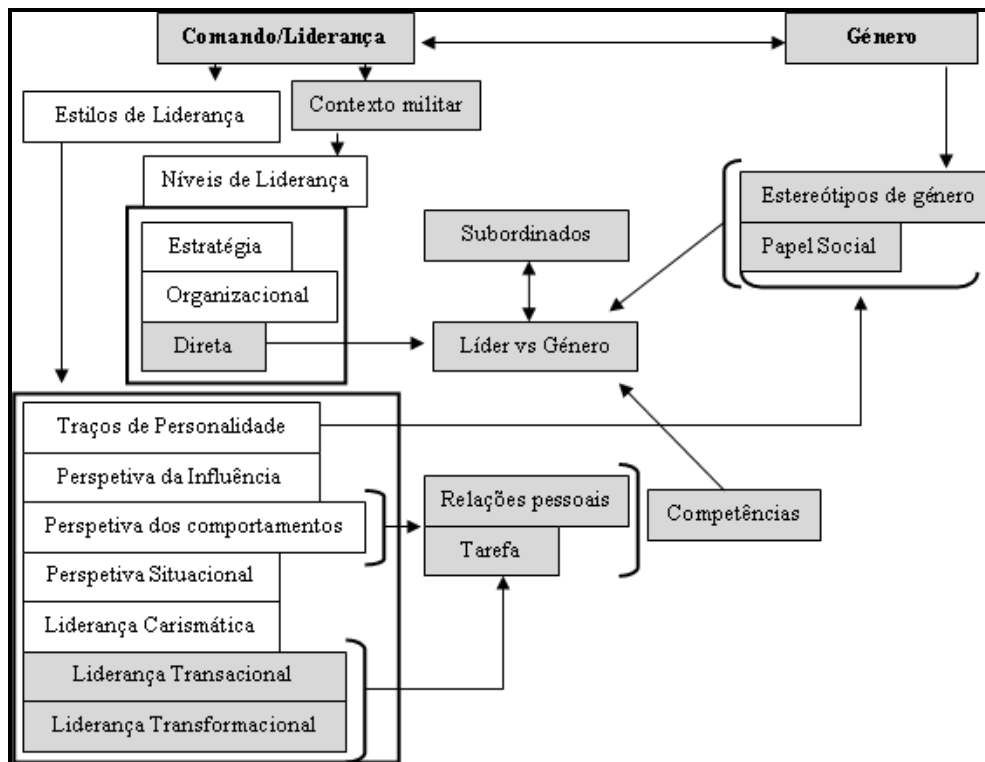 Comando/Liderança
Género
Estilos de Liderança
Contexto militar
Níveis de Liderança
Estratégia
Organizacional
Direta
Subordinados
Líder vs Género
Estereótipos de género
Papel Social
Traços de Personalidade
Perspetiva da Influência
Perspetiva dos comportamentos
Perspetiva Situacional
Liderança Carismática
Liderança Transacional
Liderança Transformacional
Relações pessoais
Tarefa
Competências